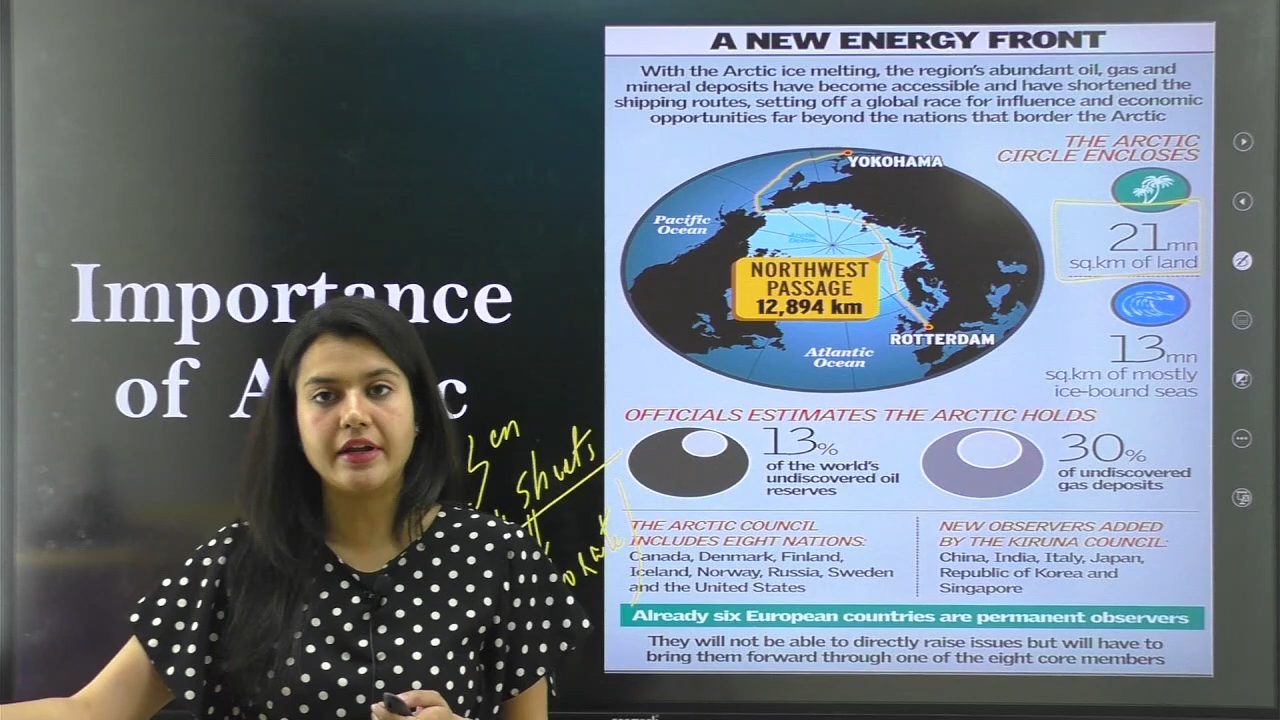 Importance
of A
c
A NEW ENERGY FRONT
With the Arctic ice melting, the region's abundant oil, gas and
mineral deposits have become accessible and have shortened the
shipping routes, setting off a global race for influence and economic
opportunities far beyond the nations that border the Arctic
THE ARCTIC
CIRCLE ENCLOSES
YOKOHAMA
Pacific
Ocean
21mn
sq.km of land
NORTHWEST
PASSAGE
12,894 km
ROTTERDAM
Atlantic
Ocean
13mn
sq.km of mostly
ice-bound seas
OFFICIALS ESTIMATES THE ARCTIC HOLDS
13%
of the world's
undiscovered oil
reserves
30%
of undiscovered
gas deposits
THE ARCTIC COUNCIL
INCLUDES EIGHT NATIONS:
Canada, Denmark, Finland,
Iceland, Norway, Russia, Sweden
and the United States
NEW OBSERVERS ADDED
BY THE KIRUNA COUNCIL:
China, India, Italy, Japan,
Republic of Korea and
Singapore
Already six European countries are permanent observers
They will not be able to directly raise issues but will have to
bring them forward through one of the eight core members